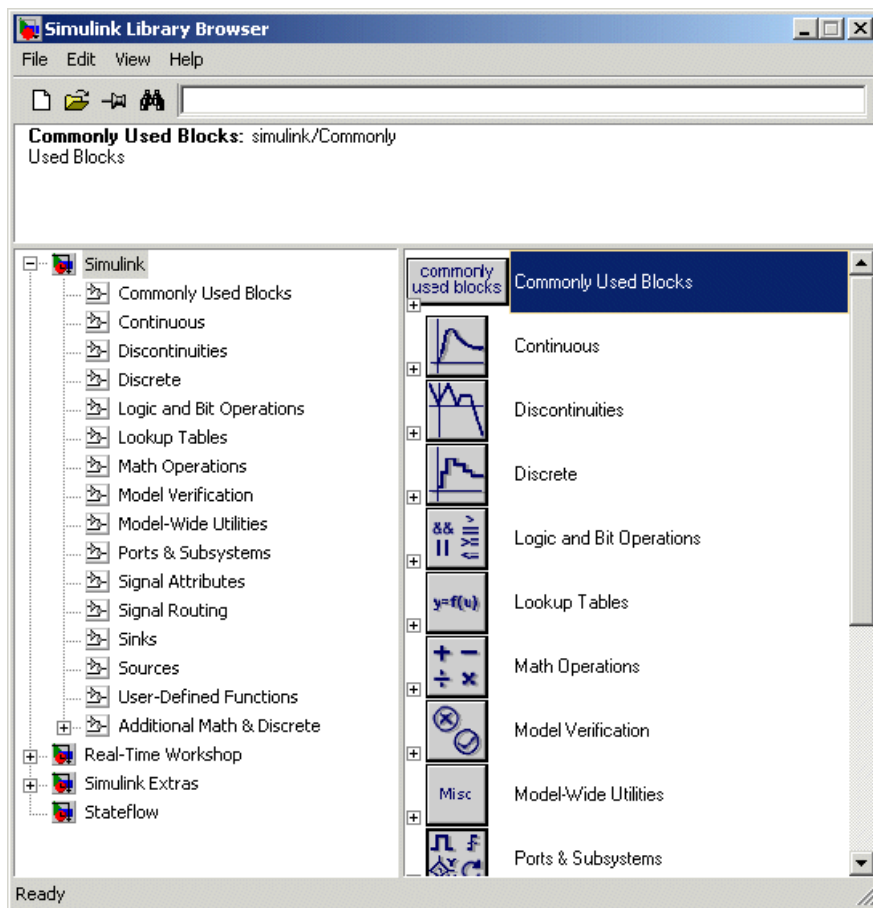 Simulink Library Browser
File Edit View Help
Commonly Used Blocks: simulink/Commonly
Used Blocks
Simulink
Commonly Used Blocks
Continuous
Discontinuities
Discrete
Logic and Bit Operations
Lookup Tables
Math Operations
Model Verification
Model-Wide Utilities
Ports & Subsystems
Signal Attributes
Signal Routing
Sinks
Sources
User-Defined Functions
Additional Math & Discrete
Real-Time Workshop
Simulink Extras
Stateflow
commonly
used blocks
Commonly Used Blocks
Continuous
Discontinuities
Discrete
&& > =
|| >= <=
Logic and Bit Operations
y=f(u)
Lookup Tables
+ −
÷ ×
Math Operations
Model Verification
Misc
Model-Wide Utilities
Ports & Subsystems
Ready